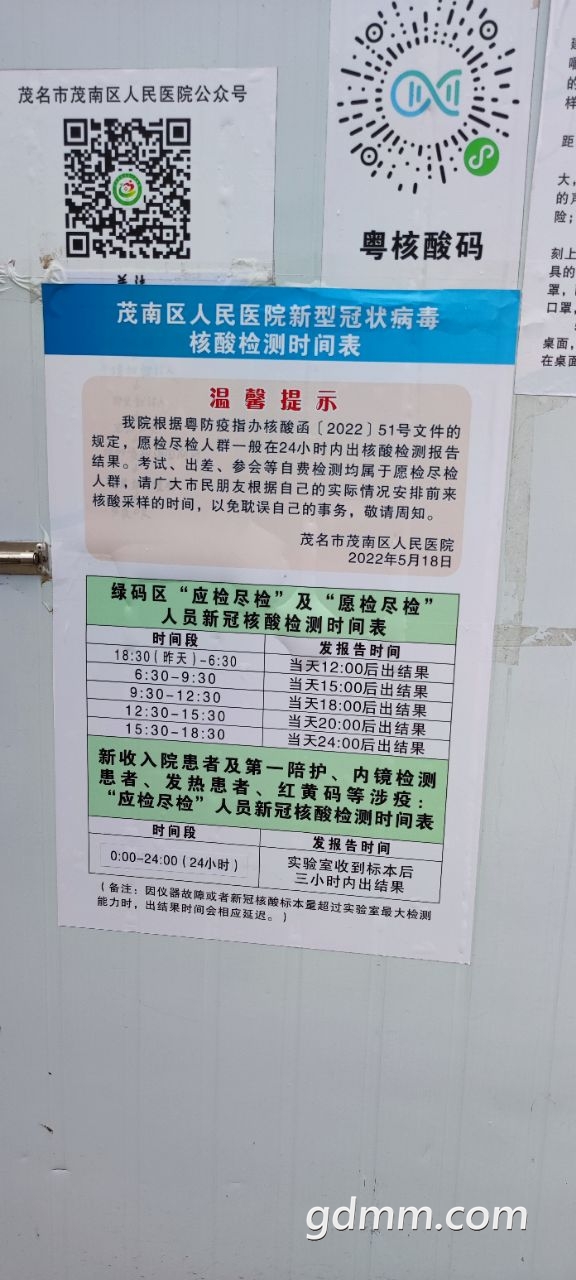 茂名市茂南区人民医院公众号
粤核酸码
茂南区人民医院新型冠状病毒
核酸检测时间表
温馨提示
我院根据粤防疫指办核酸函〔2022〕51号文件的
规定，愿检尽检人群一般在24小时内出核酸检测报告
结果。考试、出差、参会等自费检测均属于愿检尽检
人群，请广大市民朋友根据自己的实际情况安排前来
核酸采样的时间，以免耽误自己的事务，敬请周知。
茂名市茂南区人民医院
2022年5月18日
绿码区“应检尽检”及“愿检尽检”
人员新冠核酸检测时间表
时间段 发报告时间
18:30(昨天)-6:30 当天12:00后出结果
6:30-9:30 当天15:00后出结果
9:30-12:30 当天18:00后出结果
12:30-15:30 当天20:00后出结果
15:30-18:30 当天24:00后出结果
新收入院患者及第一陪护、内镜检测
患者、发热患者、红黄码等涉疫：
“应检尽检”人员新冠核酸检测时间表
时间段 发报告时间
0:00-24:00(24小时) 实验室收到标本后
三小时内出结果
(备注：因仪器故障或者新冠核酸标本量超过实验室最大检测
能力时，出结果时间会相应延迟。)
的
样
距
大，
的声
险；
刻上
具的
罩，
口罩，
桌面，
在桌面
gdmm.com